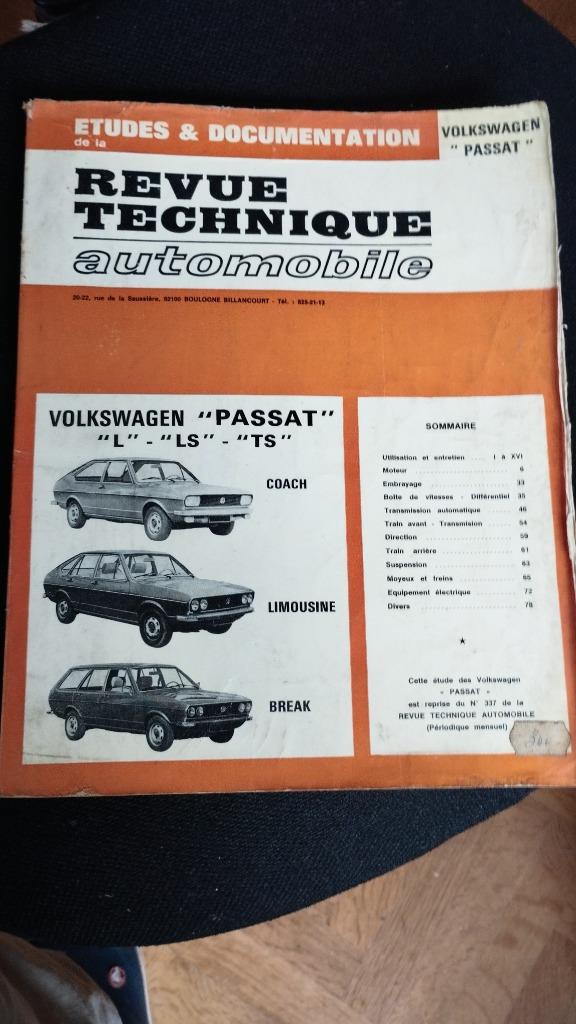 ETUDES & DOCUMENTATION
de la
VOLKSWAGEN
" PASSAT "
REVUE
TECHNIQUE
automobile
20-22, rue de la Saussière, 92100 BOULOGNE BILLANCOURT - Tél. : 825-21-13
VOLKSWAGEN "PASSAT"
"L" - "LS" - "TS"
COACH
LIMOUSINE
BREAK
SOMMAIRE
Utilisation et entretien .... I à XVI
Moteur .................... 6
Embrayage ................. 33
Boîte de vitesses - Différentiel 35
Transmission automatique ...... 46
Train avant - Transmision ..... 54
Direction .................. 59
Train arrière ............... 61
Suspension ................. 63
Moyeux et freins ............. 65
Equipement électrique ........ 72
Divers .................... 78
★
Cette étude des Volkswagen
« PASSAT »
est reprise du N° 337 de la
REVUE TECHNIQUE AUTOMOBILE
(Périodique mensuel)